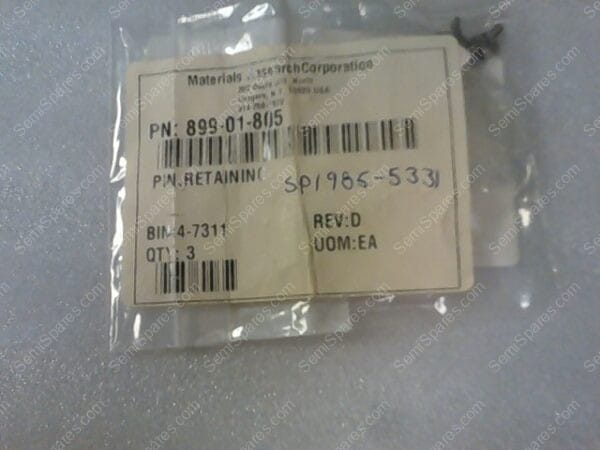 Materials Research Corporation
PN: 899-01-805
PIN,RETAINING SP1985-5331
BIN:4-7311 REV:D
QTY: 3 UOM:EA
SemiSpares.com